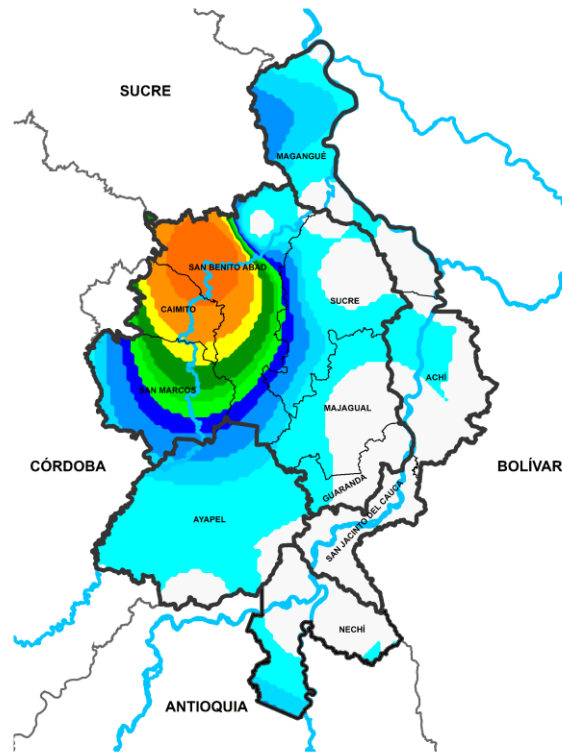 SUCRE
MAGANGUÉ
SAN BENITO ABAD
SUCRE
CAIMITO
ACHÍ
SAN MARCOS
MAJAGUAL
CÓRDOBA
BOLÍVAR
GUARANDA
AYAPEL
SAN JACINTO DEL CAUCA
NECHÍ
ANTIOQUIA